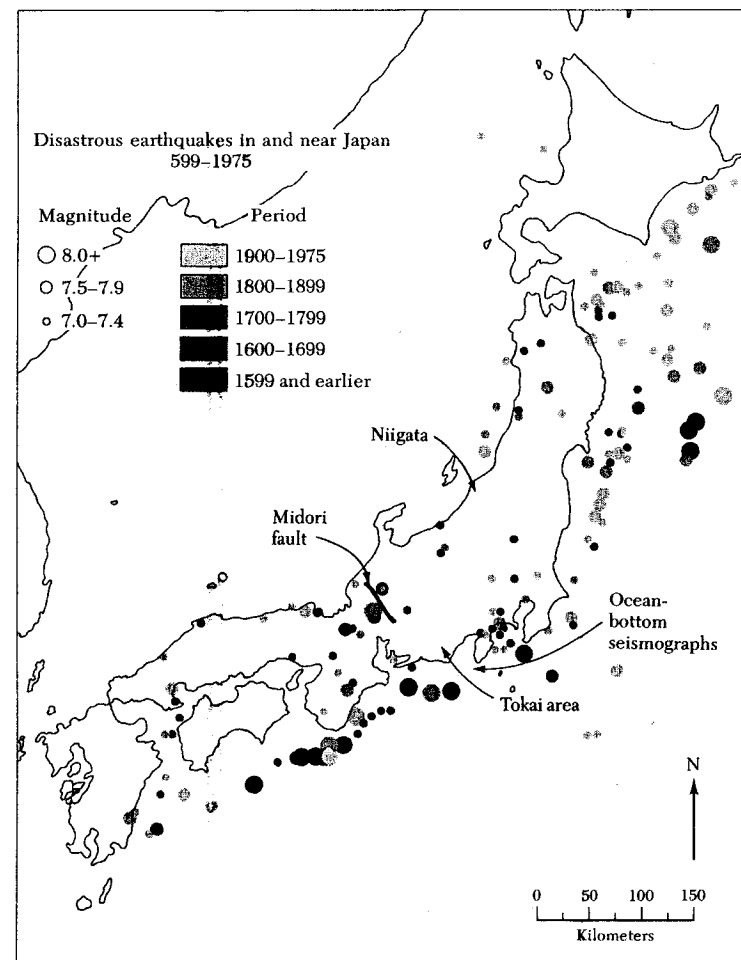 Disastrous earthquakes in and near Japan
599–1975
Magnitude
8.0+
7.5–7.9
7.0–7.4
Period
1900–1975
1800–1899
1700–1799
1600–1699
1599 and earlier
Niigata
Midori
fault
Ocean-
bottom
seismographs
Tokai area
N
0 50 100 150
Kilometers